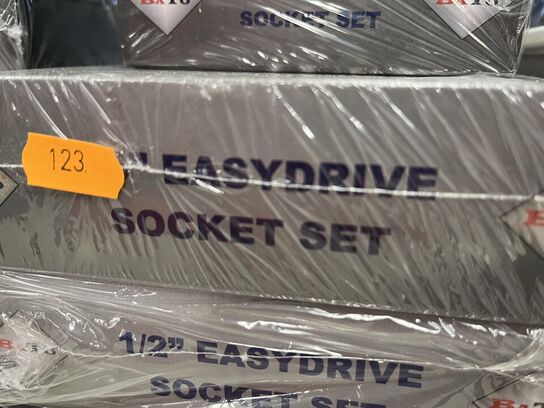 SOCKET SET
123.
" EASYDRIVE
SOCKET SET
1/2" EASYDRIVE
SOCKET SET